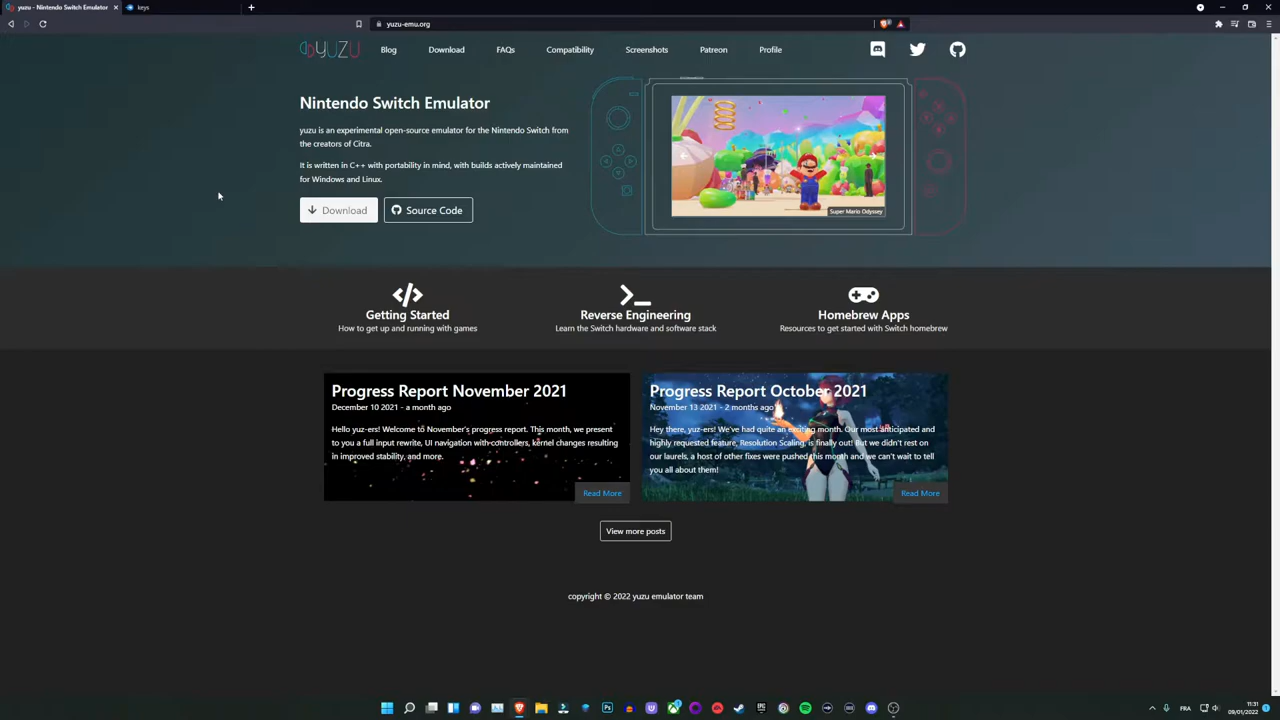 yuzu - Nintendo Switch Emulator
keys
yuzu-emu.org
YUZU
Blog
Download
FAQs
Compatibility
Screenshots
Patreon
Profile
Nintendo Switch Emulator
yuzu is an experimental open-source emulator for the Nintendo Switch from
the creators of Citra.
It is written in C++ with portability in mind, with builds actively maintained
for Windows and Linux.
Download
Source Code
Super Mario Odyssey
Getting Started
How to get up and running with games
Reverse Engineering
Learn the Switch hardware and software stack
Homebrew Apps
Resources to get started with Switch homebrew
Progress Report November 2021
December 10 2021 - a month ago
Hello yuz-ers! Welcome to November's progress report. This month, we present
to you a full input rewrite, UI navigation with controllers, kernel changes resulting
in improved stability, and more.
Read More
Progress Report October 2021
November 13 2021 - 2 months ago
Hey there, yuz-ers! We've had quite an exciting month. Our most anticipated and
highly requested feature, Resolution Scaling, is finally out! But we didn't rest on
our laurels, a host of other fixes were pushed this month and we can't wait to tell
you all about them!
Read More
View more posts
copyright © 2022 yuzu emulator team
FRA
11:31
09/01/2022